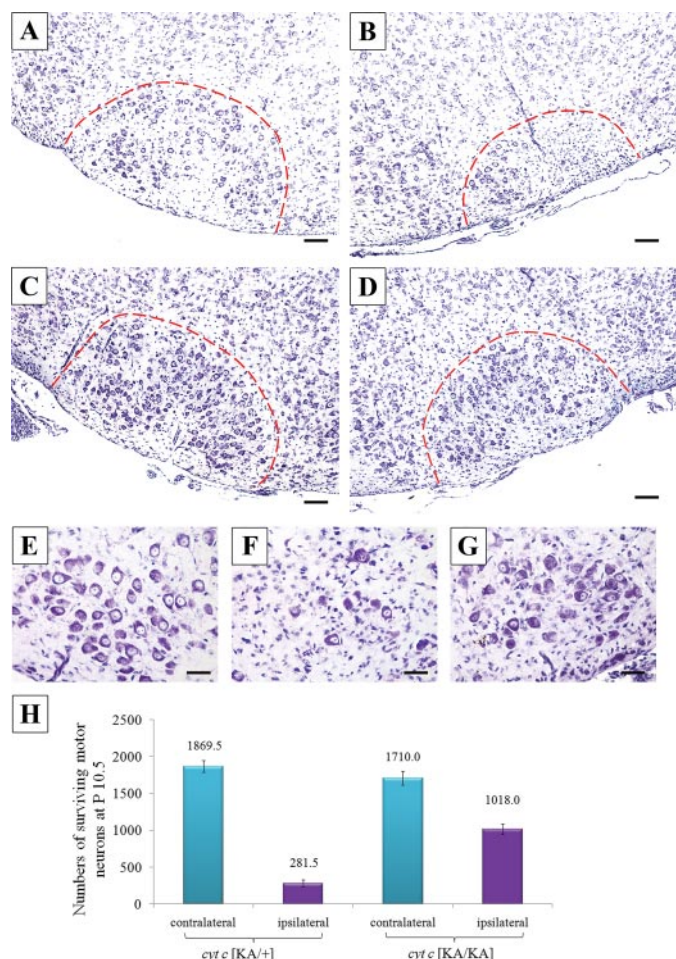 A
B
C
D
E
F
G
H
Numbers of surviving motor
neurons at P 10.5
2500
2000
1500
1000
500
0
1869.5
281.5
1710.0
1018.0
contralateral
ipsilateral
contralateral
ipsilateral
cyt c [KA/+]
cyt c [KA/KA]